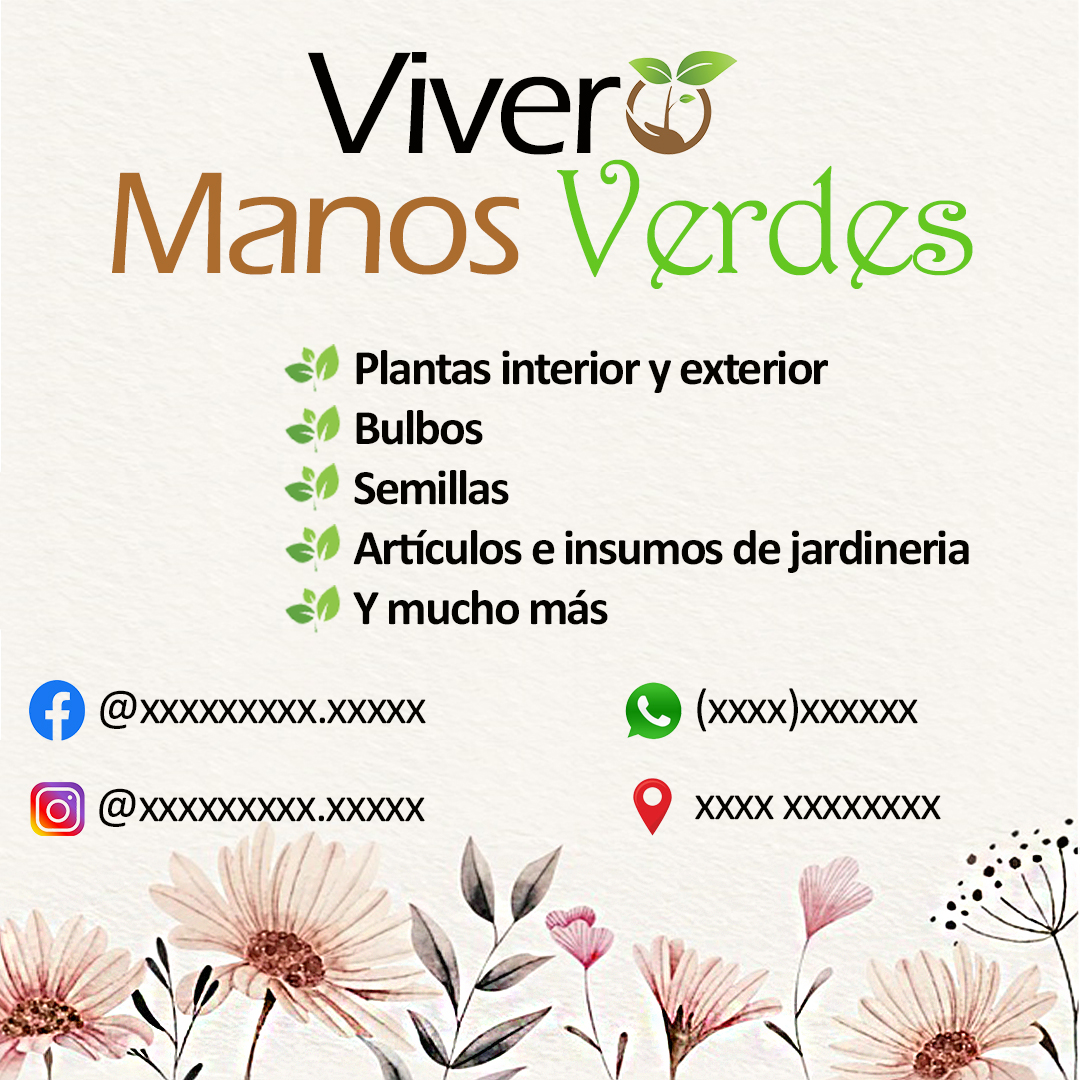 Vivero
Manos Verdes
Plantas interior y exterior
Bulbos
Semillas
Artículos e insumos de jardineria
Y mucho más
@xxxxxxxxx.xxxxx
(xxxx)xxxxxx
@xxxxxxxxx.xxxxx
xxxx xxxxxxxx